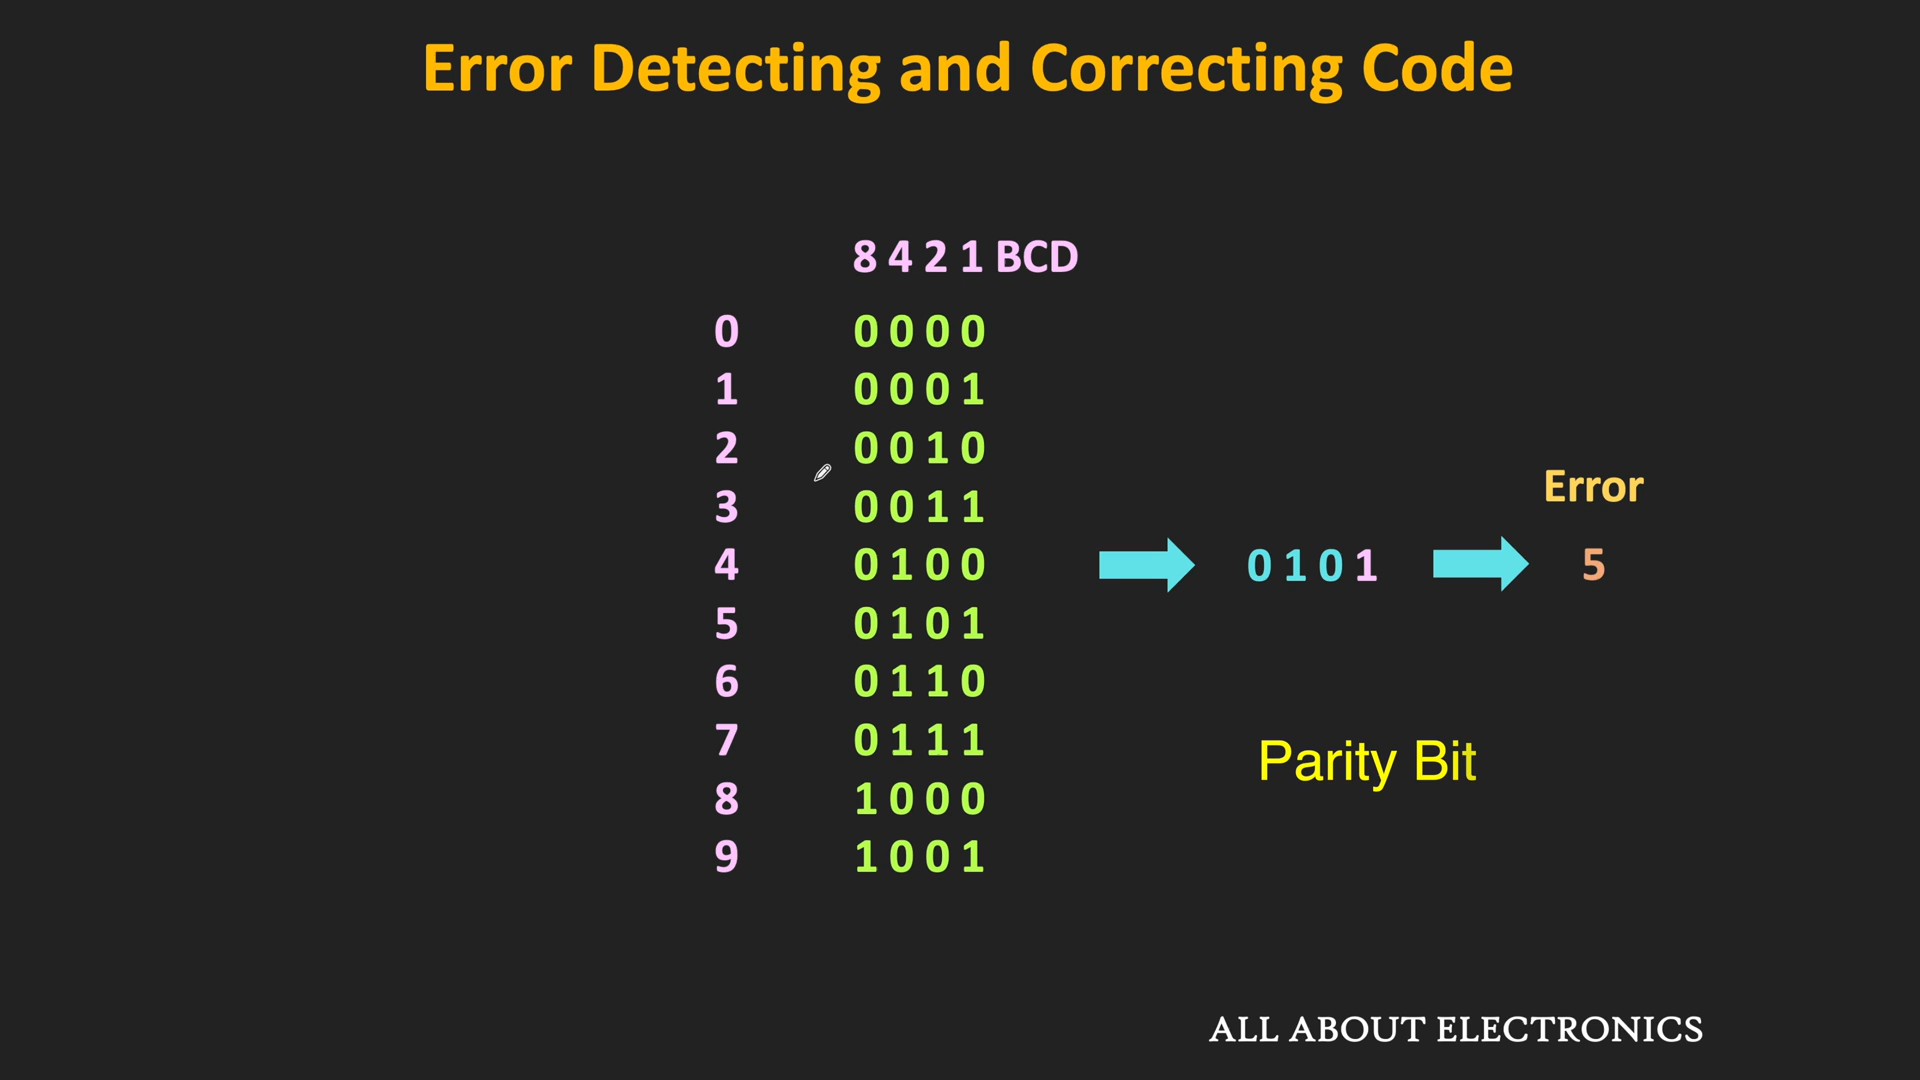 Error Detecting and Correcting Code
8 4 2 1 BCD
0 0 0 0 0
1 0 0 0 1
2 0 0 1 0
3 0 0 1 1
Error
4 0 1 0 0 0 1 0 1 5
5 0 1 0 1
6 0 1 1 0
7 0 1 1 1
Parity Bit
8 1 0 0 0
9 1 0 0 1
ALL ABOUT ELECTRONICS